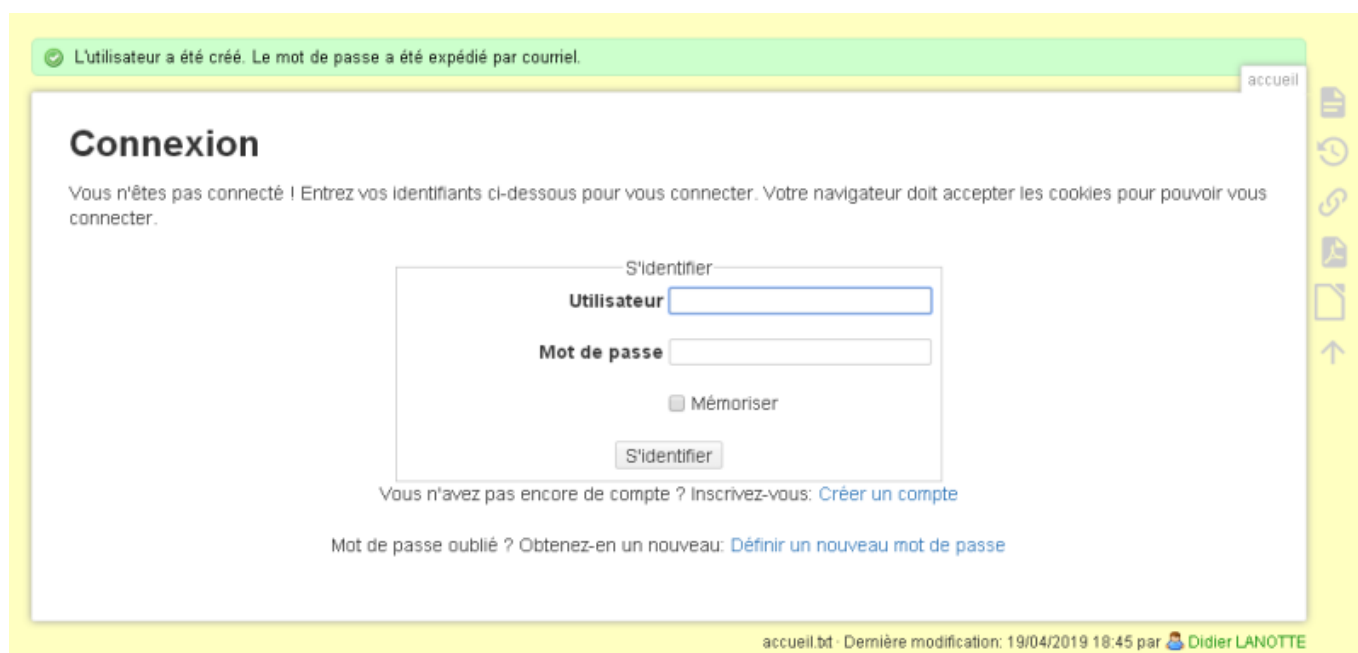 L'utilisateur a été créé. Le mot de passe a été expédié par courriel.
accueil
Connexion
Vous n'êtes pas connecté ! Entrez vos identifiants ci-dessous pour vous connecter. Votre navigateur doit accepter les cookies pour pouvoir vous
connecter.
S'identifier
Utilisateur
Mot de passe
Mémoriser
S'identifier
Vous n'avez pas encore de compte ? Inscrivez-vous: Créer un compte
Mot de passe oublié ? Obtenez-en un nouveau: Définir un nouveau mot de passe
accueil.txt · Dernière modification: 19/04/2019 18:45 par Didier LANOTTE